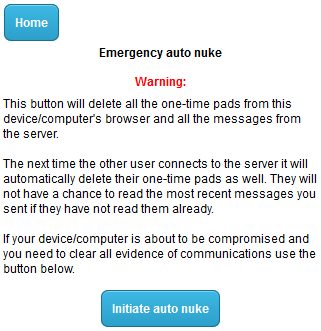 Home
Emergency auto nuke
Warning:
This button will delete all the one-time pads from this
device/computer's browser and all the messages from
the server.
The next time the other user connects to the server it will
automatically delete their one-time pads as well. They will
not have a chance to read the most recent messages you
sent if they have not read them already.
If your device/computer is about to be compromised and
you need to clear all evidence of communications use the
button below.
Initiate auto nuke